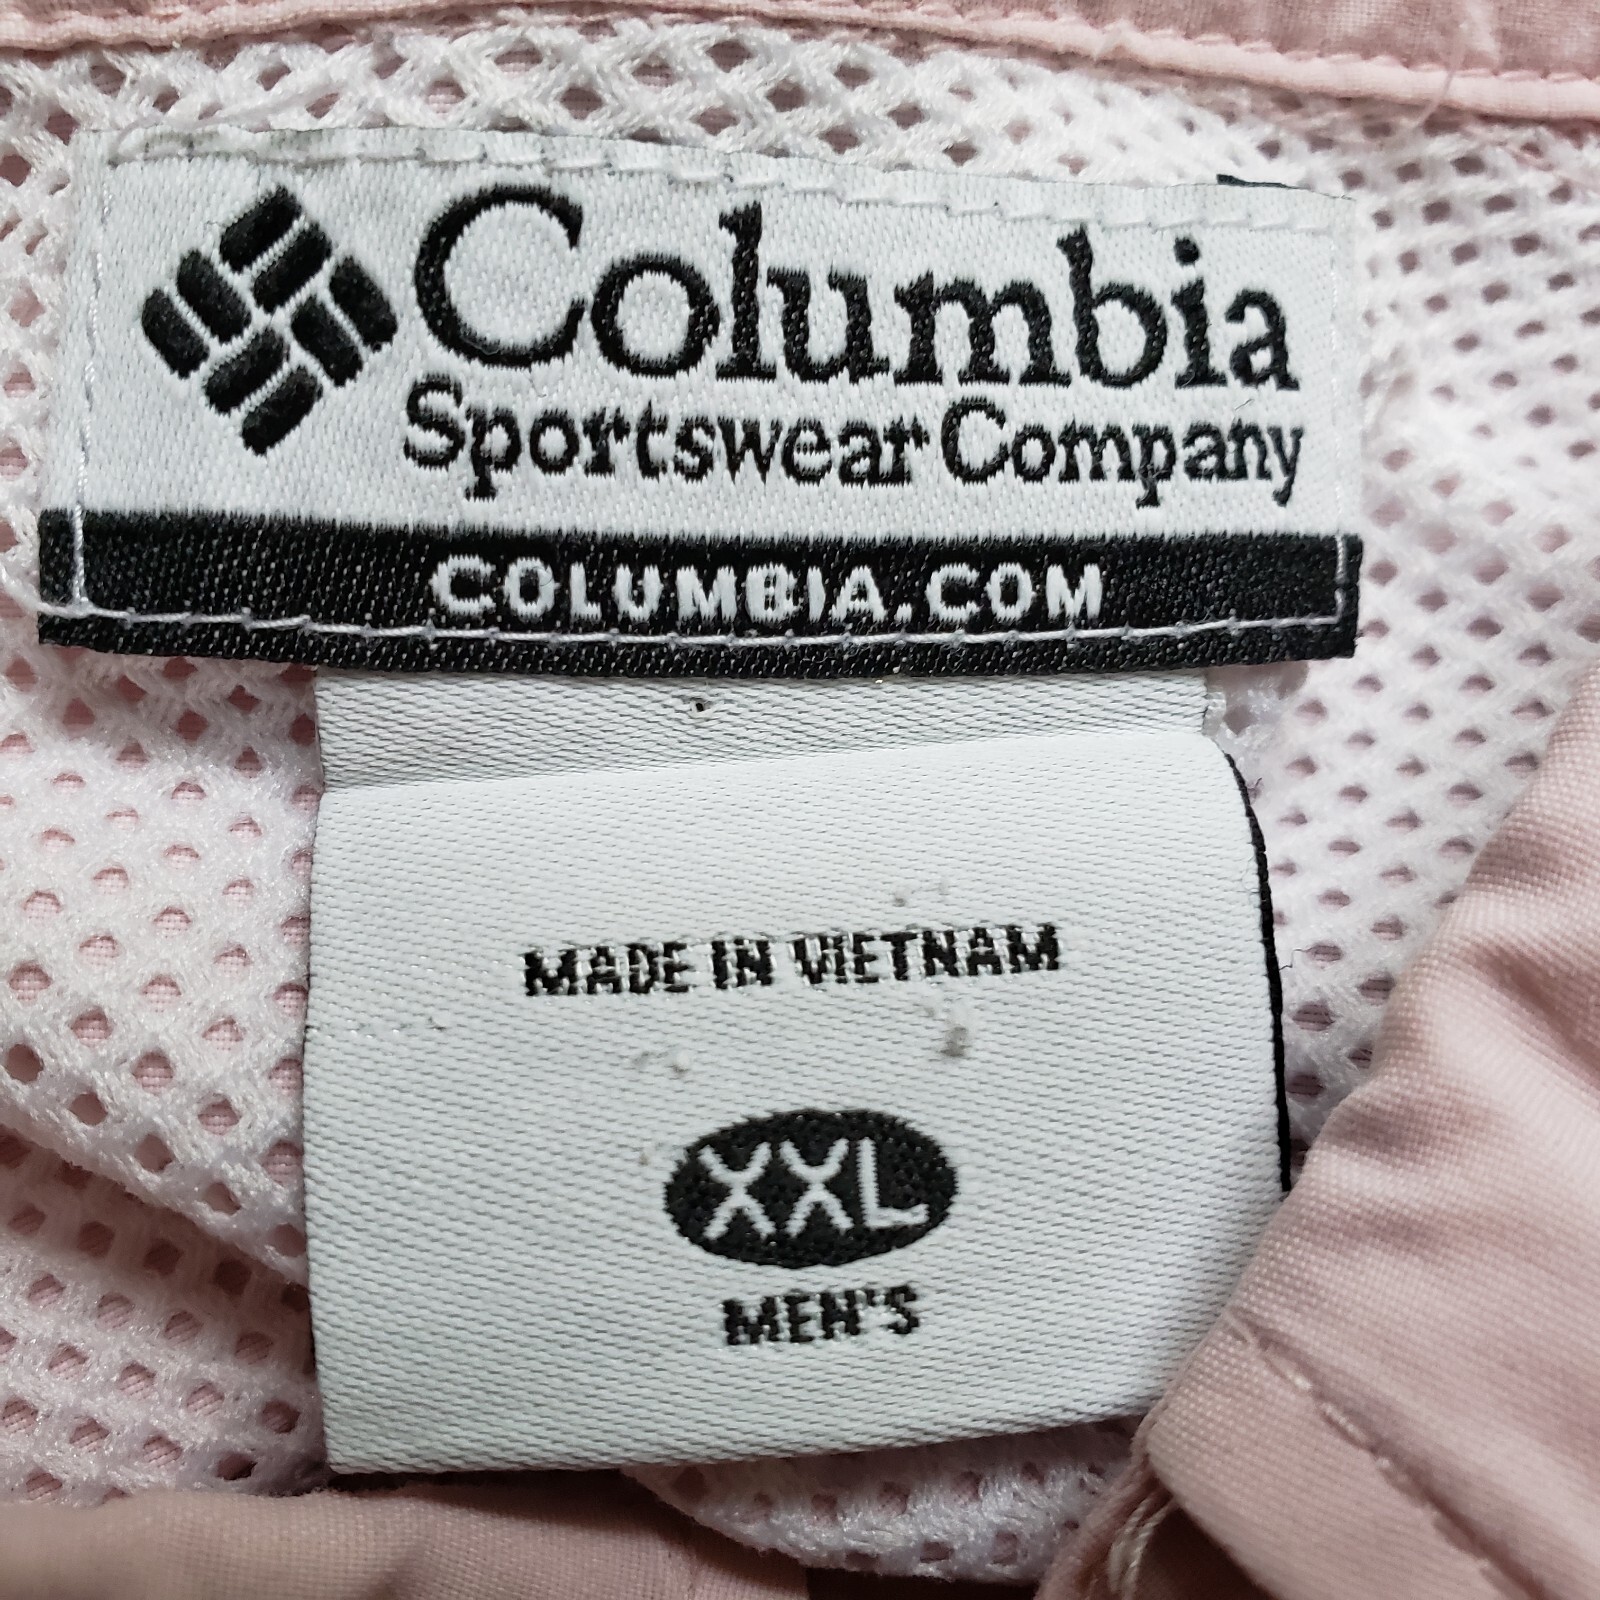 Columbia
Sportswear Company
COLUMBIA.COM
MADE IN VIETNAM
XXL
MEN'S